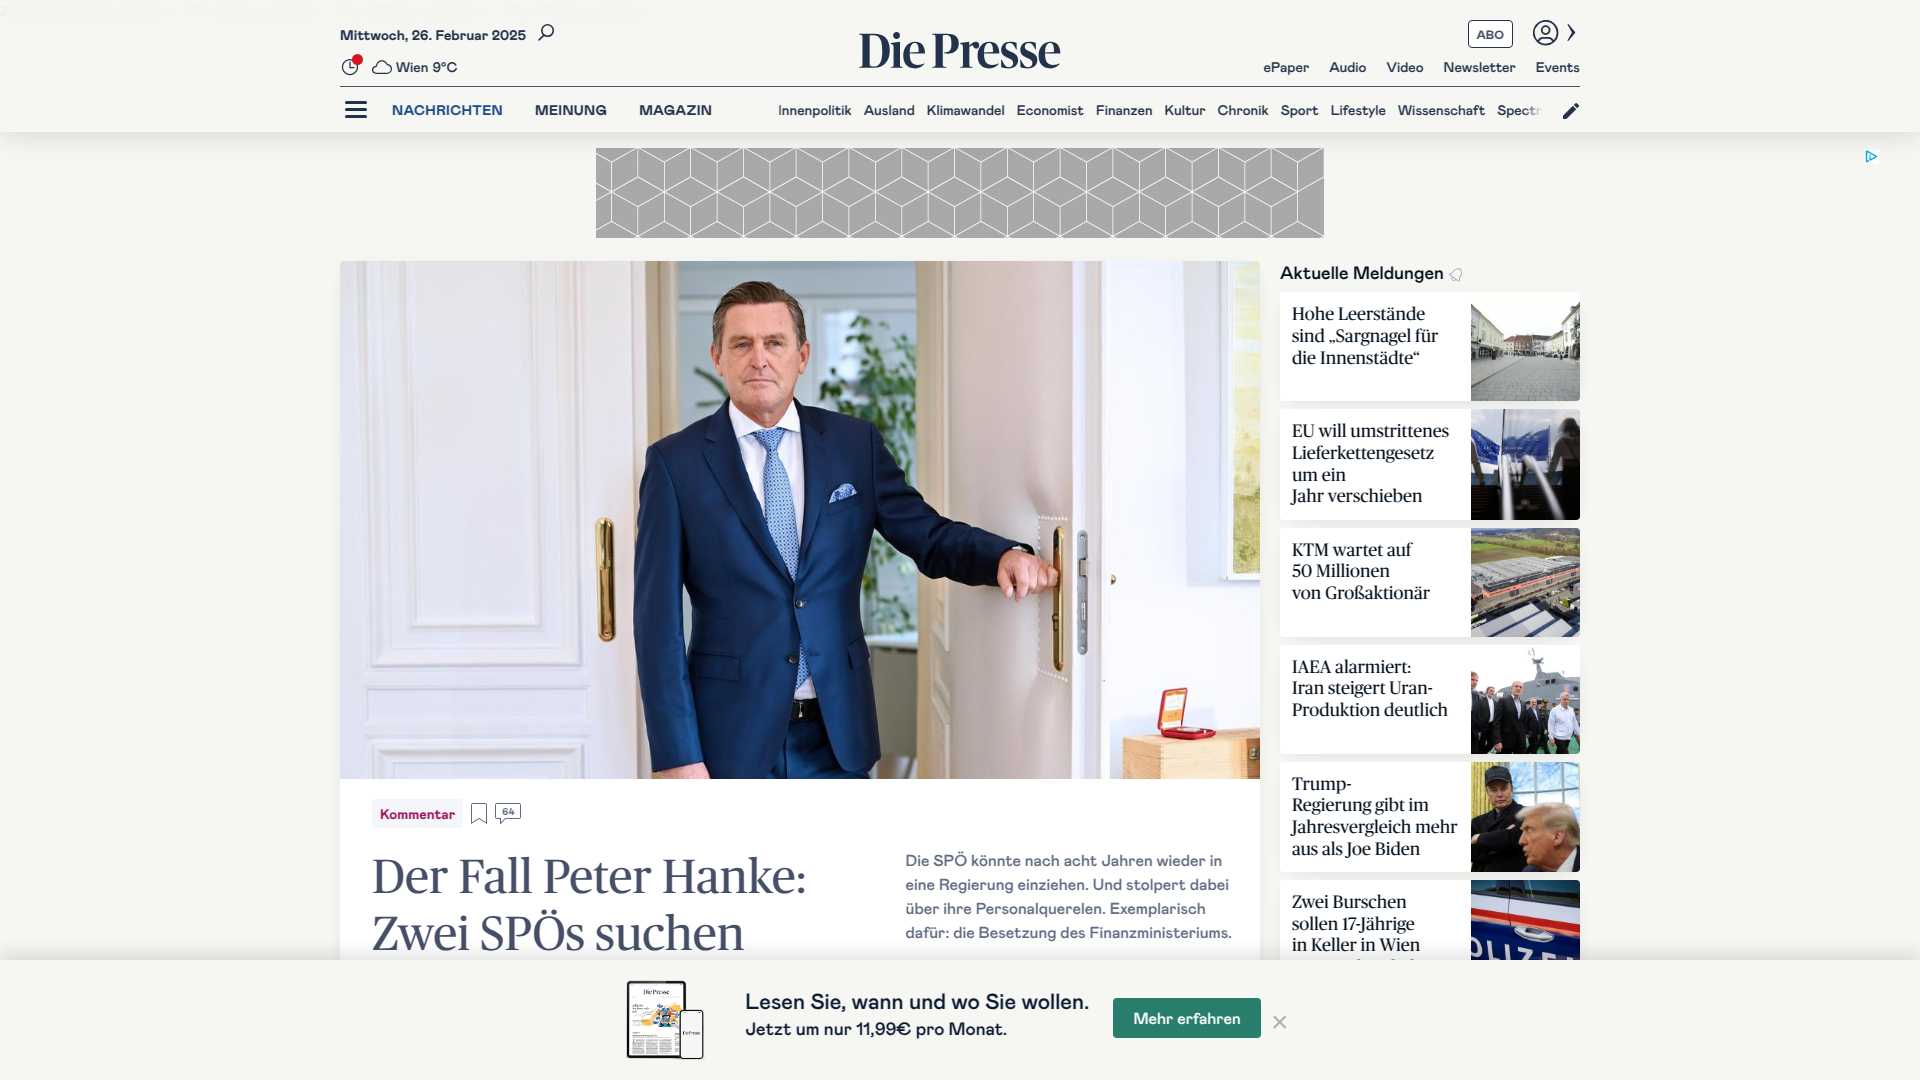 Mittwoch, 26. Februar 2025
Wien 9°C
Die Presse
ABO
ePaper Audio Video Newsletter Events
NACHRICHTEN MEINUNG MAGAZIN
Innenpolitik Ausland Klimawandel Economist Finanzen Kultur Chronik Sport Lifestyle Wissenschaft Spectr
Kommentar
64
Der Fall Peter Hanke:
Zwei SPÖs suchen
Die SPÖ könnte nach acht Jahren wieder in
eine Regierung einziehen. Und stolpert dabei
über ihre Personalquerelen. Exemplarisch
dafür: die Besetzung des Finanzministeriums.
Aktuelle Meldungen
Hohe Leerstände
sind „Sargnagel für
die Innenstädte“
EU will umstrittenes
Lieferkettengesetz
um ein
Jahr verschieben
KTM wartet auf
50 Millionen
von Großaktionär
IAEA alarmiert:
Iran steigert Uran-
Produktion deutlich
Trump-
Regierung gibt im
Jahresvergleich mehr
aus als Joe Biden
Zwei Burschen
sollen 17-Jährige
in Keller in Wien
POLIZEI
Die Presse
Die Presse
Lesen Sie, wann und wo Sie wollen.
Jetzt um nur 11,99€ pro Monat.
Mehr erfahren